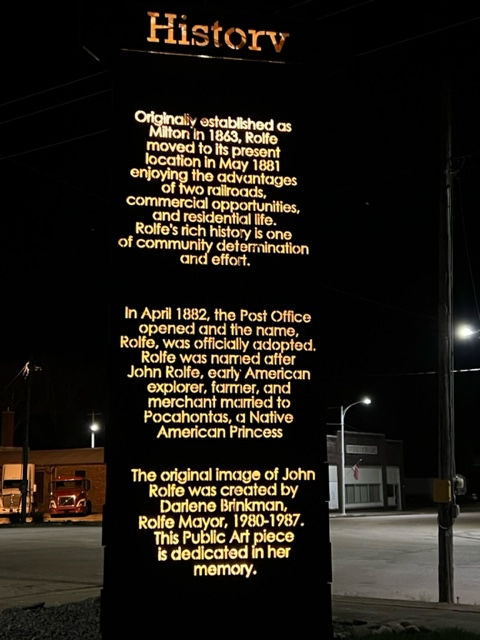 History
Originally established as
Milton in 1863, Rolfe
moved to its present
location in May 1881
enjoying the advantages
of two railroads,
commercial opportunities,
and residential life.
Rolfe's rich history is one
of community determination
and effort.
In April 1882, the Post Office
opened and the name,
Rolfe, was officially adopted.
Rolfe was named after
John Rolfe, early American
explorer, farmer, and
merchant married to
Pocahontas, a Native
American Princess
The original image of John
Rolfe was created by
Darlene Brinkman,
Rolfe Mayor, 1980-1987.
This Public Art piece
is dedicated in her
memory.